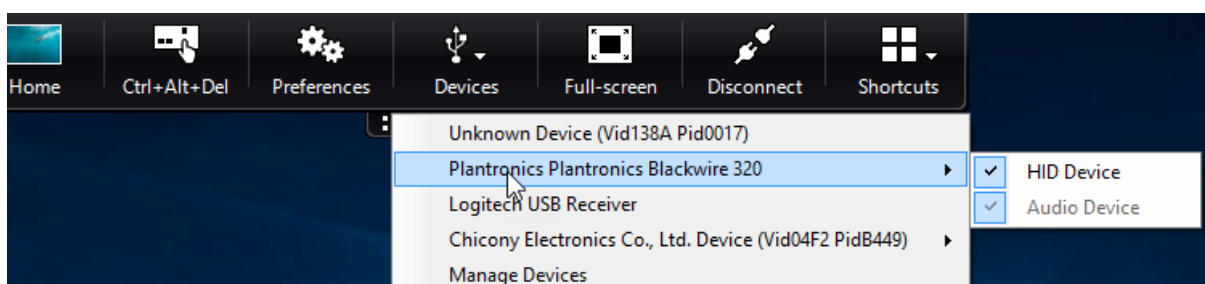 Home Ctrl+Alt+Del Preferences Devices Full-screen Disconnect Shortcuts
Unknown Device (Vid138A Pid0017)
Plantronics Plantronics Blackwire 320
HID Device
Logitech USB Receiver
Audio Device
Chicony Electronics Co., Ltd. Device (Vid04F2 PidB449)
Manage Devices